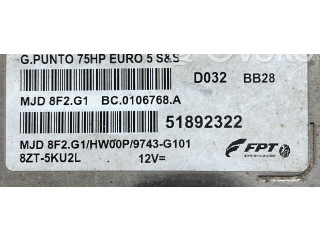 G.PUNTO 75HP EURO 5 S&S
D032 BB28
MJD 8F2.G1 BC.0106768.A
51892322
MJD 8F2.G1/HW00P/9743-G101
8ZT-5KU2L 12V=
FPT